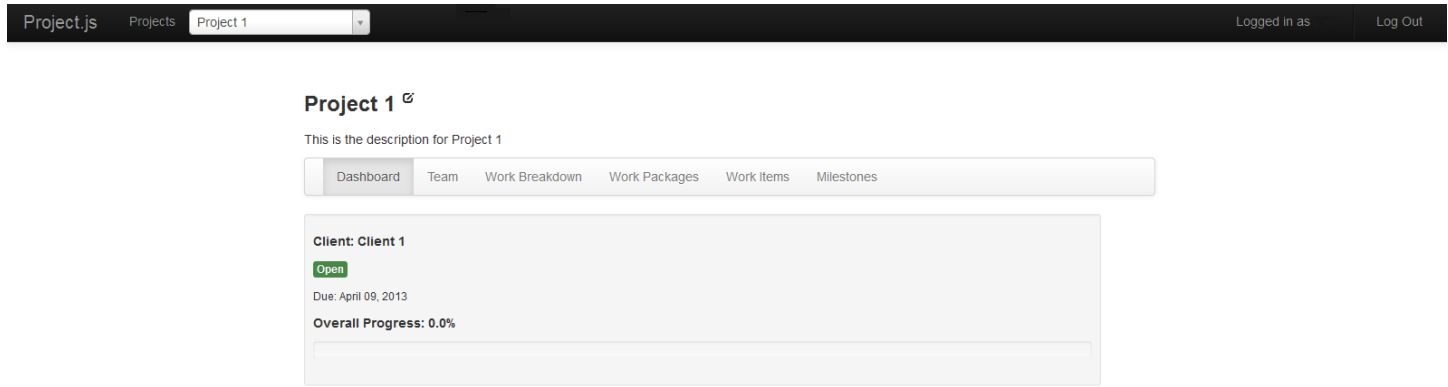 Project.js Projects Project 1 Logged in as Log Out
Project 1
This is the description for Project 1
Dashboard Team Work Breakdown Work Packages Work Items Milestones
Client: Client 1
Open
Due: April 09, 2013
Overall Progress: 0.0%